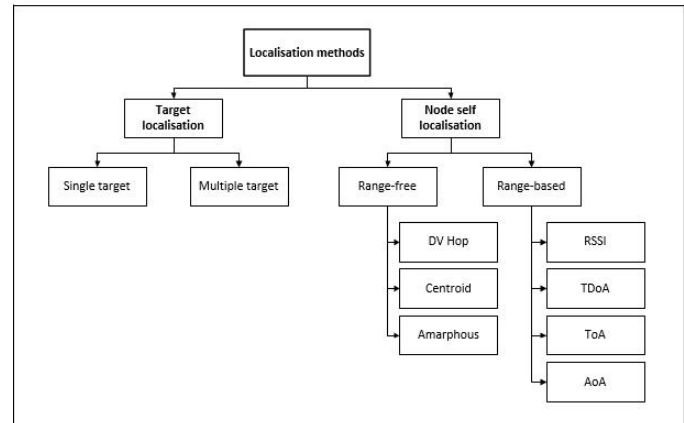 Localisation methods
Target
localisation
Node self
localisation
Single target
Multiple target
Range-free
Range-based
DV Hop
RSSI
Centroid
TDoA
Amarphous
ToA
AoA